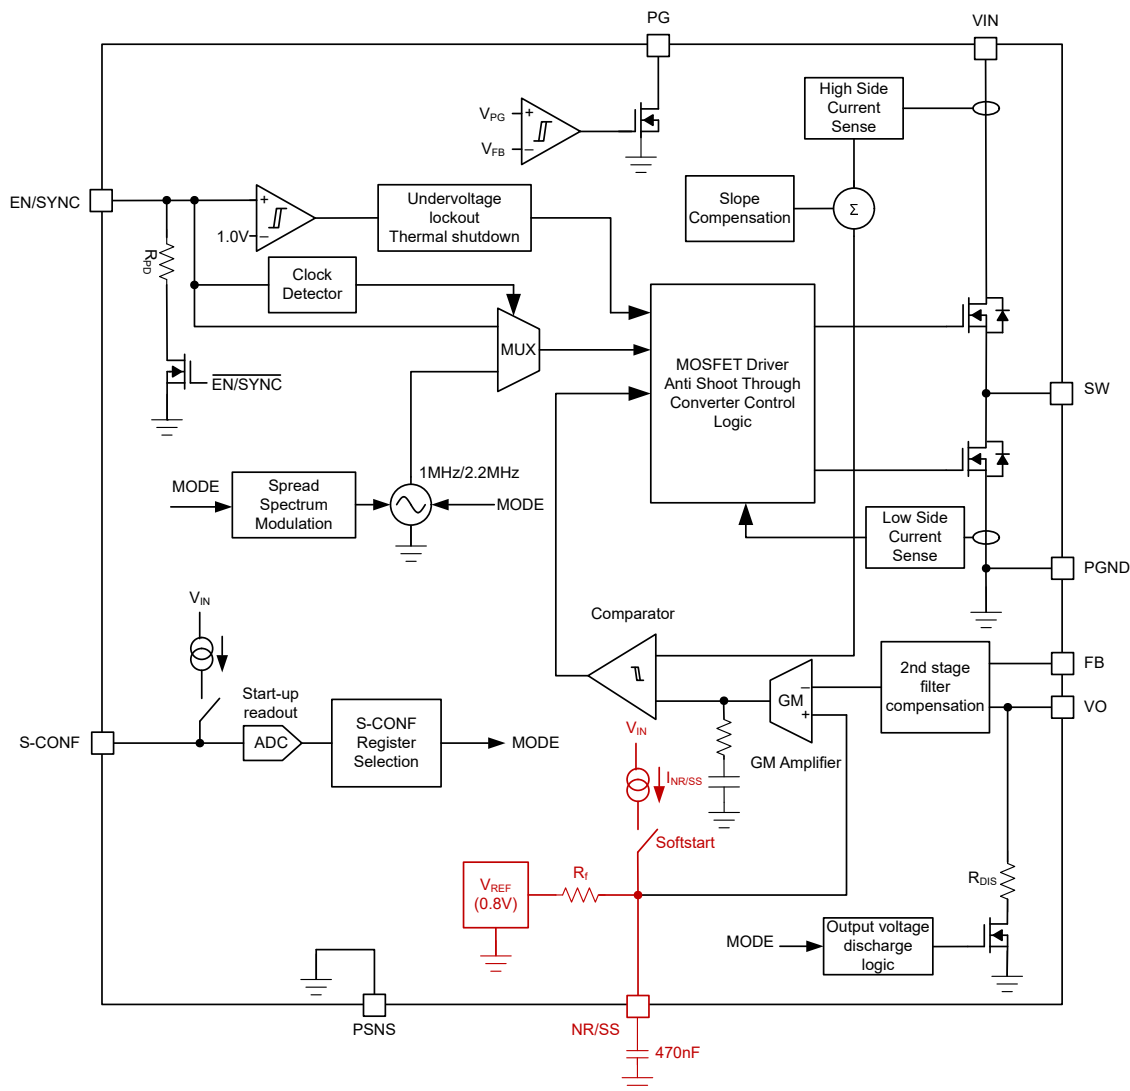 PG
VIN
High Side
Current
Sense
VPG
+
VFB
−
EN/SYNC
+
1.0V
−
Undervoltage
lockout
Thermal shutdown
Slope
Compensation
Σ
RPD
Clock
Detector
MUX
EN/SYNC
MOSFET Driver
Anti Shoot Through
Converter Control
Logic
SW
1MHz/2.2MHz
MODE
Spread
Spectrum
Modulation
MODE
Low Side
Current
Sense
PGND
VIN
Comparator
2nd stage
filter
compensation
FB
VO
GM
−
+
GM Amplifier
Start-up
readout
S-CONF
ADC
S-CONF
Register
Selection
MODE
VIN
INR/SS
Softstart
VREF
(0.8V)
Rf
RDIS
MODE
Output voltage
discharge
logic
PSNS
NR/SS
470nF